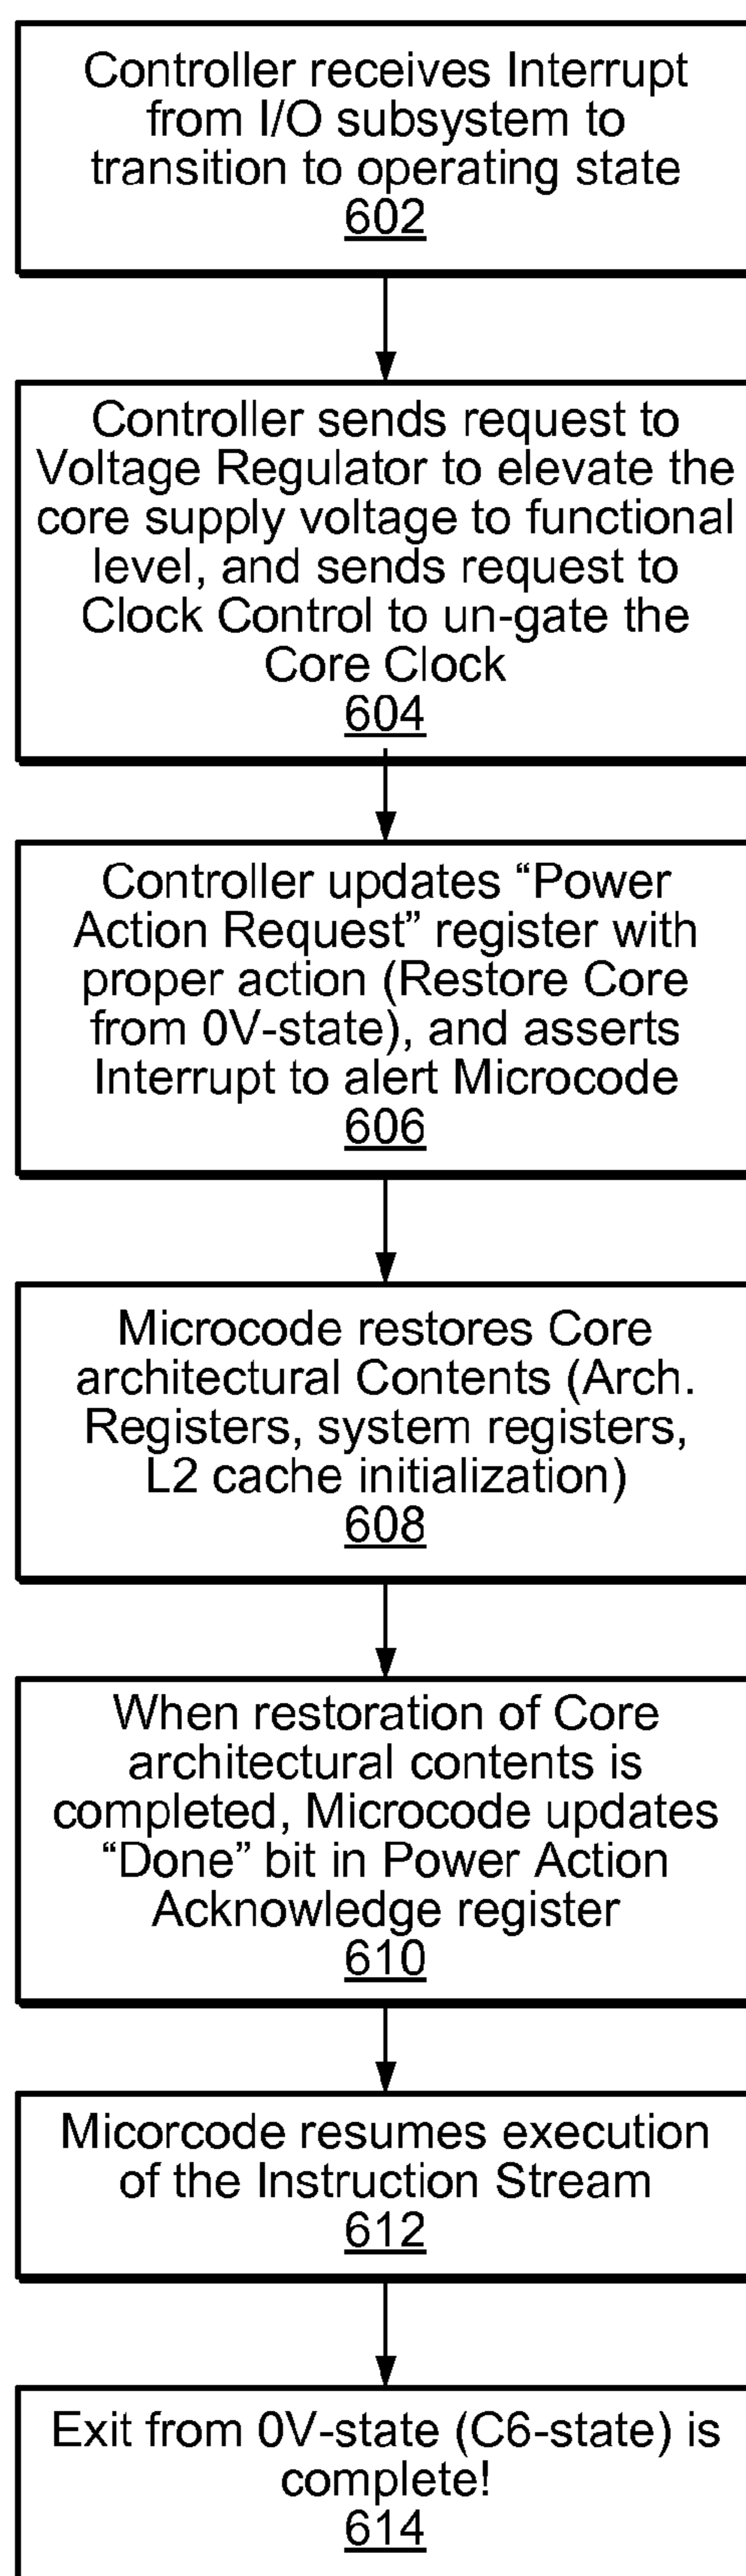 Controller receives Interrupt
from I/O subsystem to
transition to operating state
602
Controller sends request to
Voltage Regulator to elevate the
core supply voltage to functional
level, and sends request to
Clock Control to un-gate the
Core Clock
604
Controller updates “Power
Action Request” register with
proper action (Restore Core
from 0V-state), and asserts
Interrupt to alert Microcode
606
Microcode restores Core
architectural Contents (Arch.
Registers, system registers,
L2 cache initialization)
608
When restoration of Core
architectural contents is
completed, Microcode updates
“Done” bit in Power Action
Acknowledge register
610
Micorcode resumes execution
of the Instruction Stream
612
Exit from 0V-state (C6-state) is
complete!
614